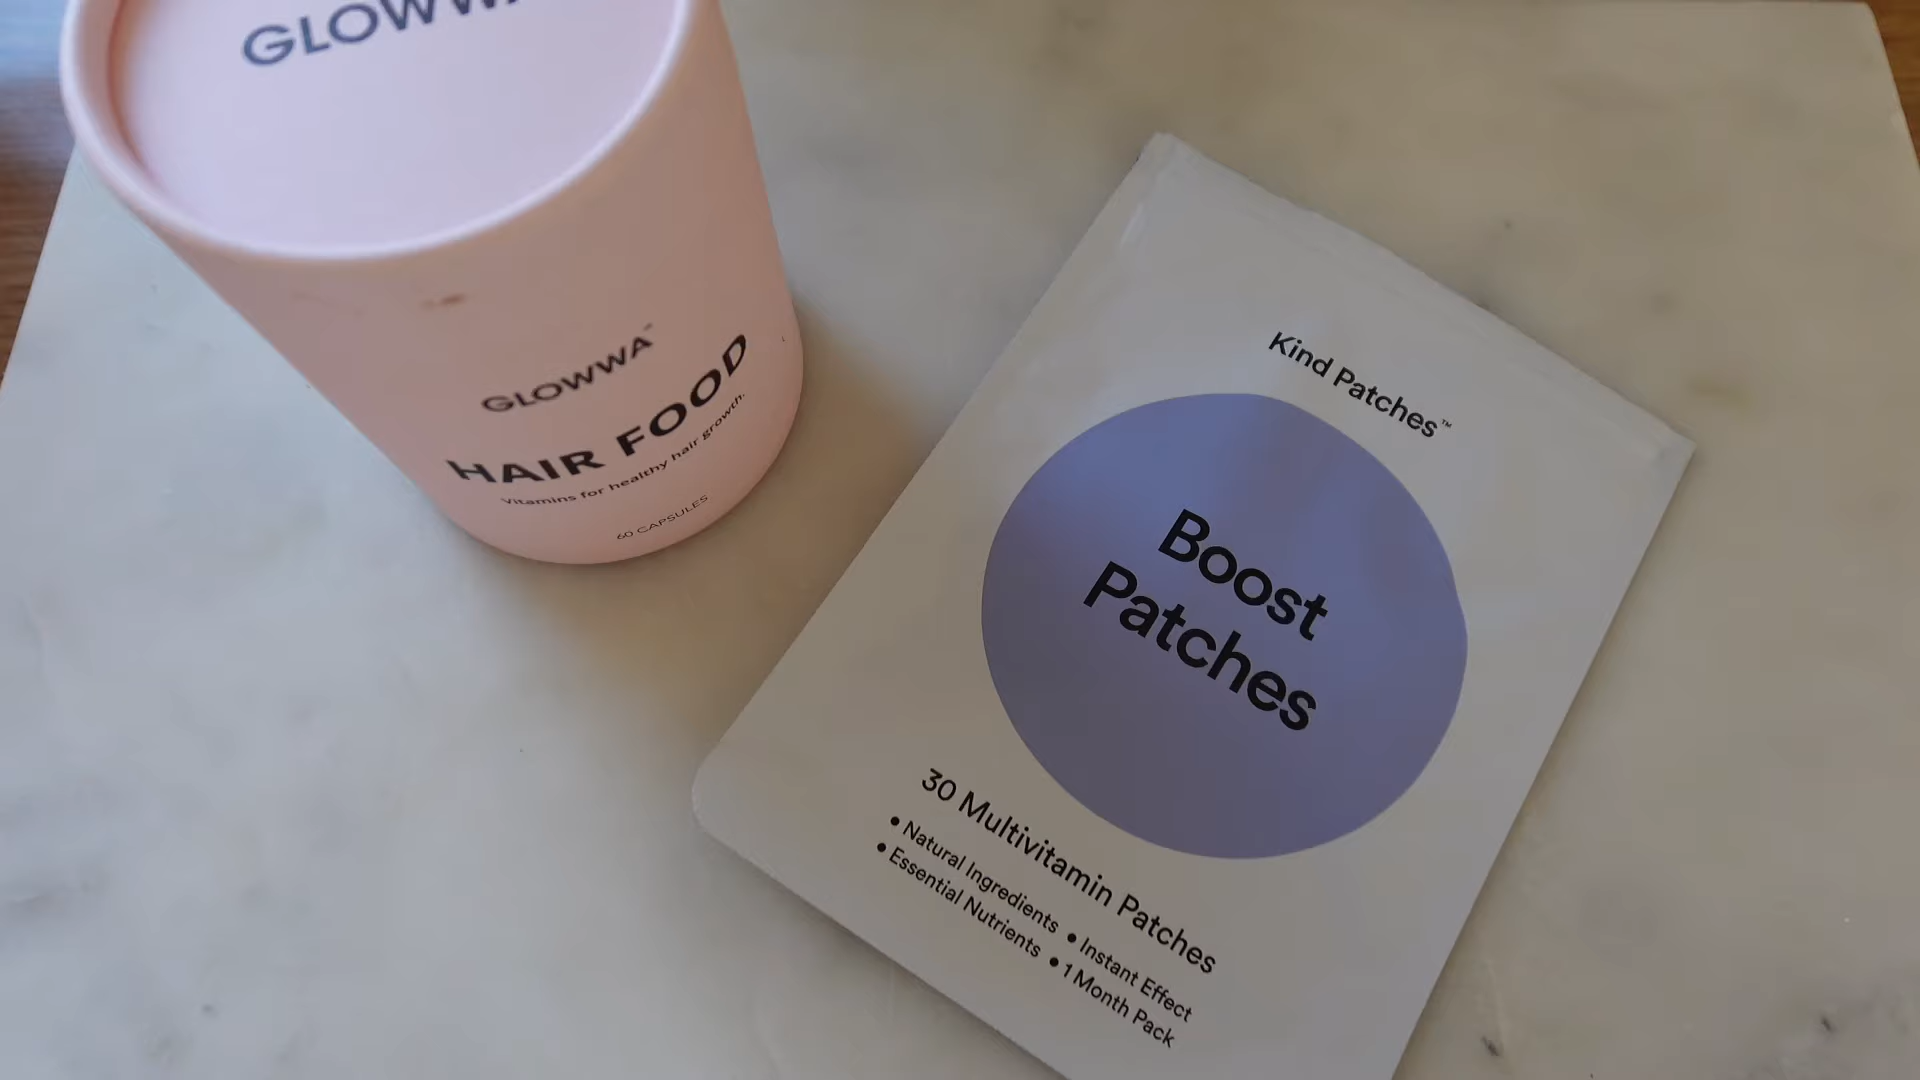 GLOWWA
GLOWWA™
HAIR FOOD
Vitamins for healthy hair growth.
60 CAPSULES
Kind Patches™
Boost
Patches
30 Multivitamin Patches
• Natural Ingredients • Instant Effect
• Essential Nutrients • 1 Month Pack